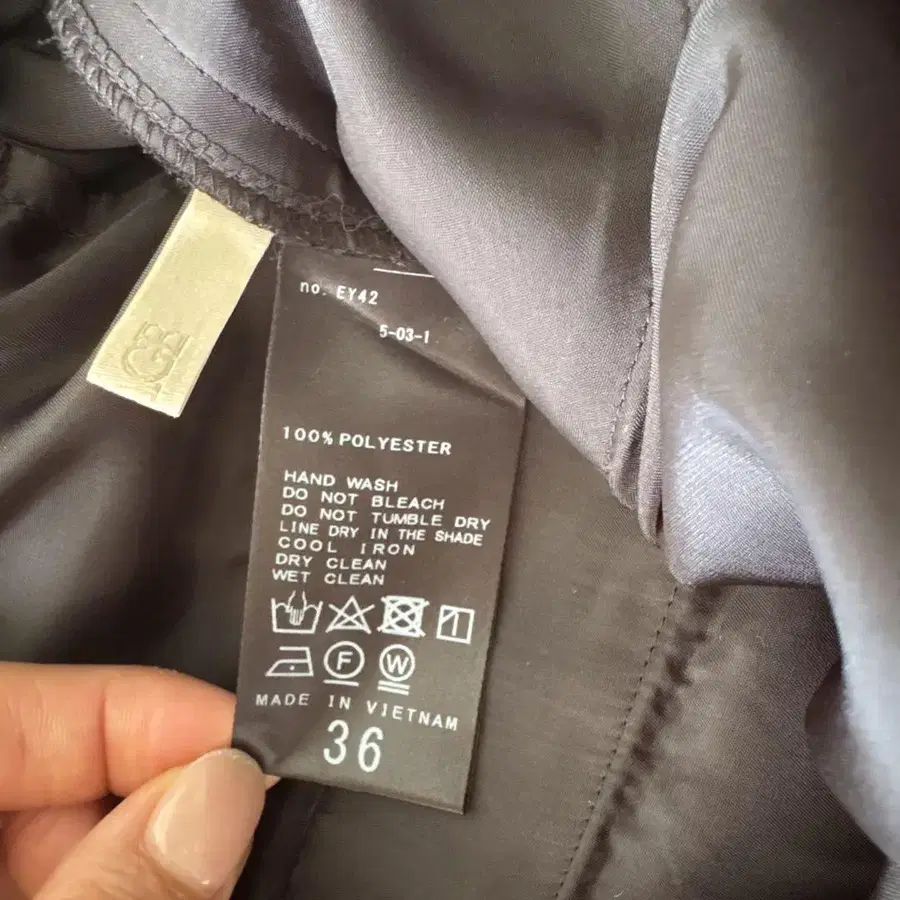 no. EY42
5-03-1
100% POLYESTER
HAND WASH
DO NOT BLEACH
DO NOT TUMBLE DRY
LINE DRY IN THE SHADE
COOL IRON
DRY CLEAN
WET CLEAN
F W
MADE IN VIETNAM
36